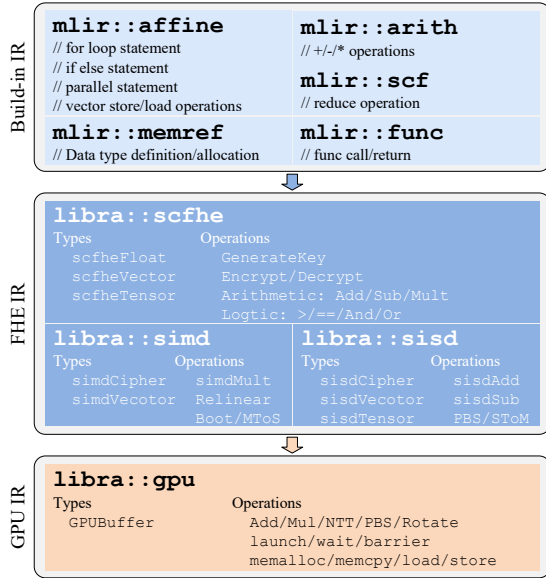 Build-in IR
mlir::affine
// for loop statement
// if else statement
// parallel statement
// vector store/load operations
mlir::arith
// +/-/* operations
mlir::scf
// reduce operation
mlir::memref
// Data type definition/allocation
mlir::func
// func call/return
FHE IR
libra::scfhe
Types Operations
scfheFloat GenerateKey
scfheVector Encrypt/Decrypt
scfheTensor Arithmetic: Add/Sub/Mult
Logtic: >/==/And/Or
libra::simd
Types Operations
simdCipher simdMult
simdVecotor Relinear
Boot/MToS
libra::sisd
Types Operations
sisdCipher sisdAdd
sisdVecotor sisdSub
sisdTensor PBS/SToM
GPU IR
libra::gpu
Types Operations
GPUBuffer Add/Mul/NTT/PBS/Rotate
launch/wait/barrier
memalloc/memcpy/load/store